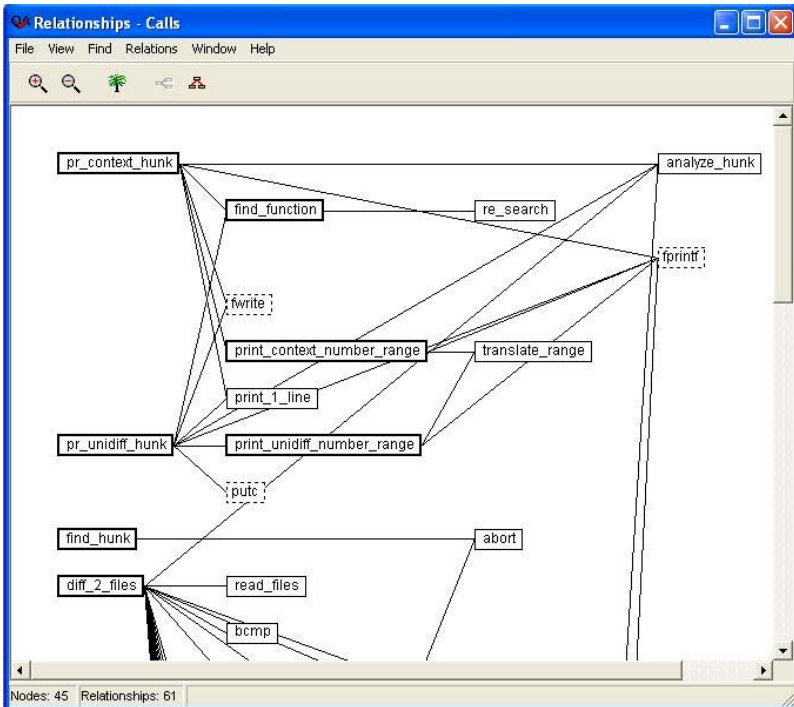 QA Relationships - Calls
File View Find Relations Window Help
pr_context_hunk analyze_hunk
find_function re_search
fprintf
fwrite
print_context_number_range translate_range
print_1_line
pr_unidiff_hunk print_unidiff_number_range
putc
find_hunk abort
diff_2_files read_files
bcmp
Nodes: 45 Relationships: 61